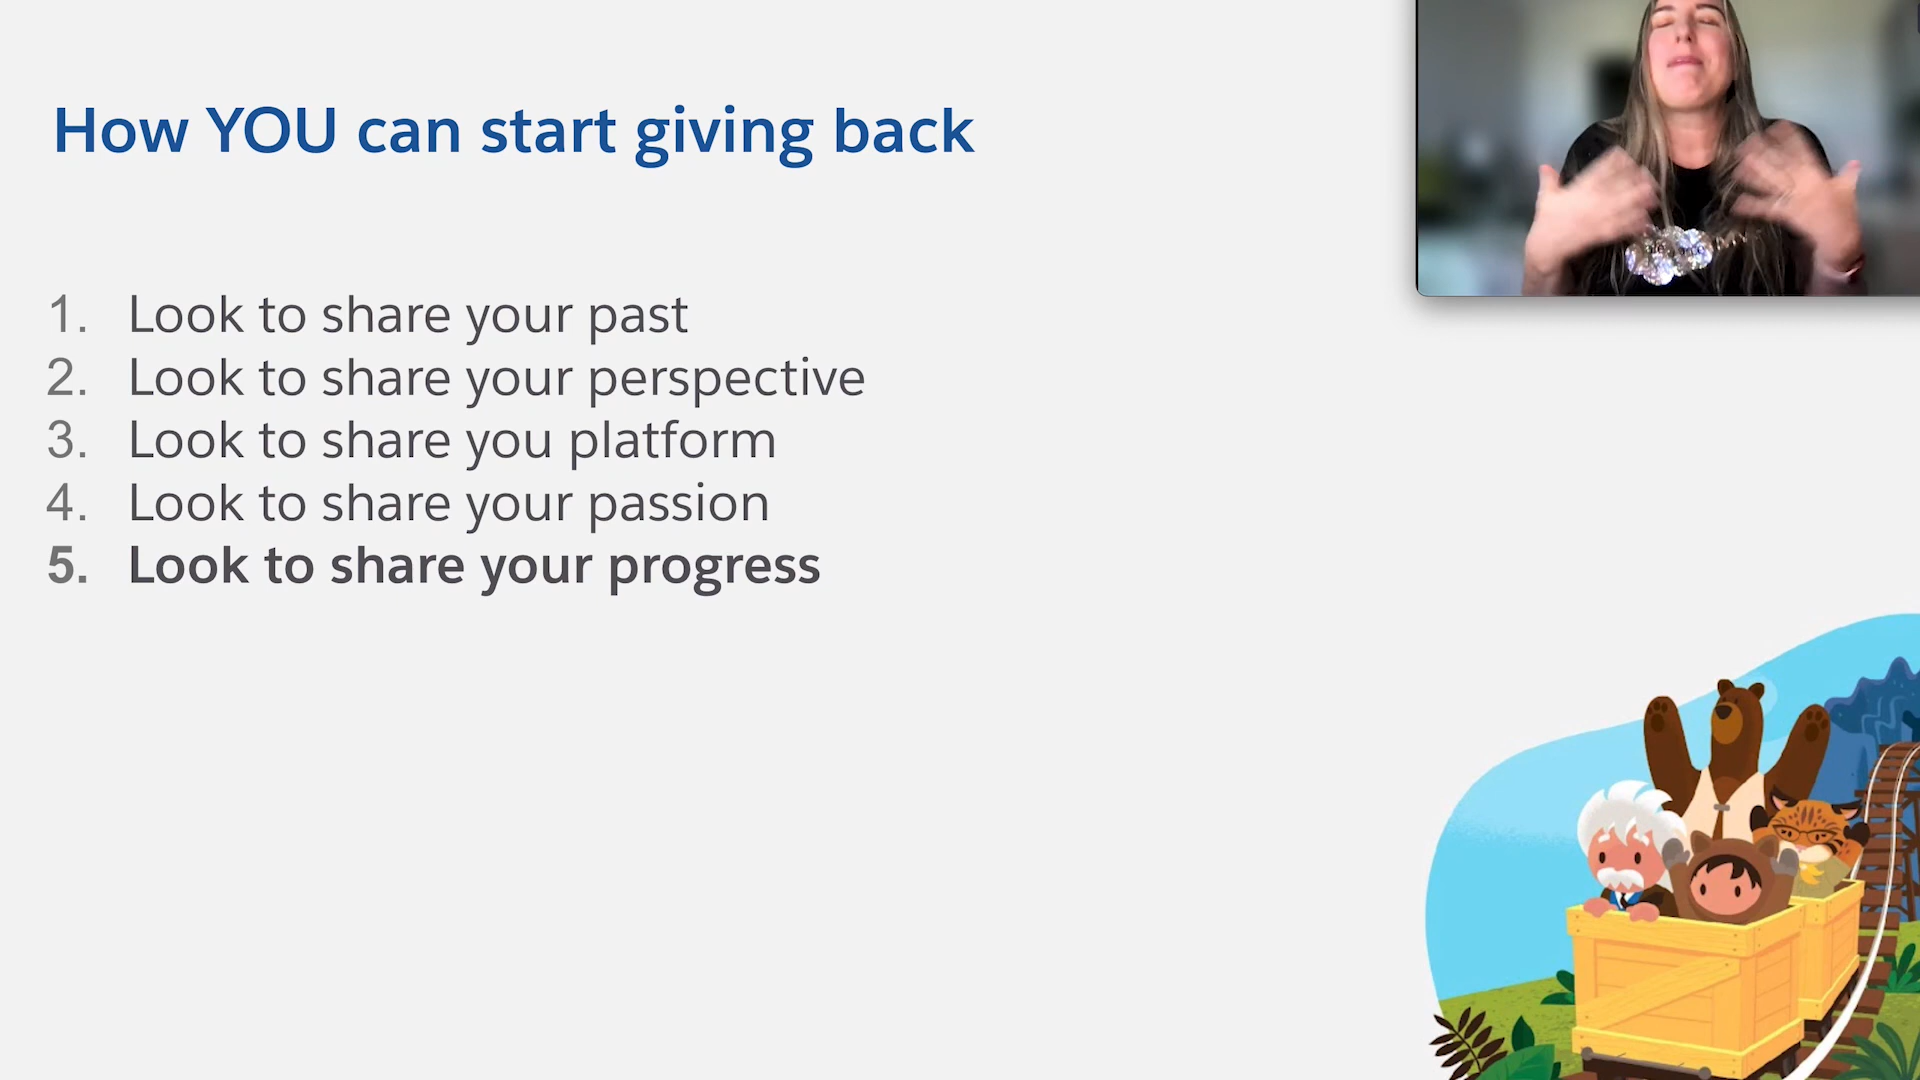 How YOU can start giving back
1. Look to share your past
2. Look to share your perspective
3. Look to share you platform
4. Look to share your passion
5. Look to share your progress